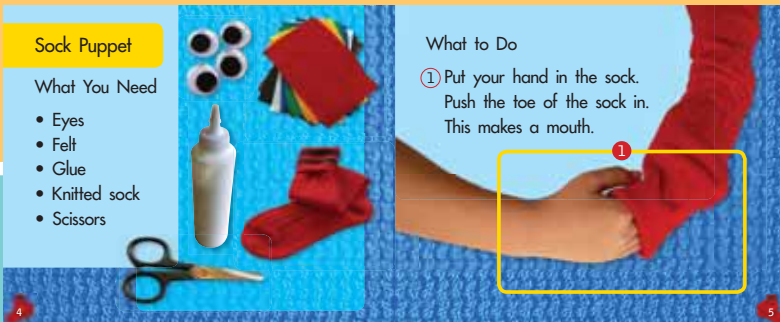 Sock Puppet
What You Need
• Eyes
• Felt
• Glue
• Knitted sock
• Scissors
4
What to Do
1 Put your hand in the sock.
Push the toe of the sock in.
This makes a mouth.
1
5